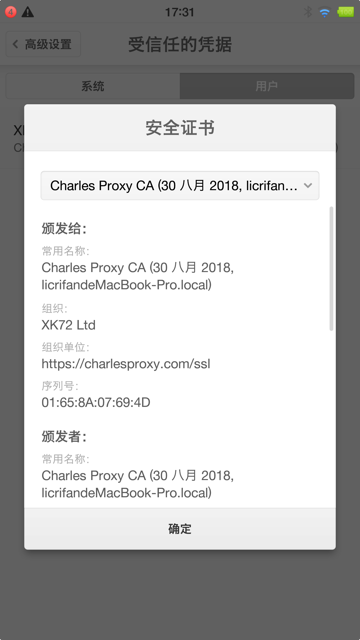 4
17:31
高级设置
受信任的凭据
系统
用户
安全证书
Charles Proxy CA (30 八月 2018, licrifan...
颁发给:
常用名称:
Charles Proxy CA (30 八月 2018,
licrifandeMacBook-Pro.local)
组织:
XK72 Ltd
组织单位:
https://charlesproxy.com/ssl
序列号:
01:65:8A:07:69:4D
颁发者:
常用名称:
Charles Proxy CA (30 八月 2018,
licrifandeMacBook-Pro.local)
确定